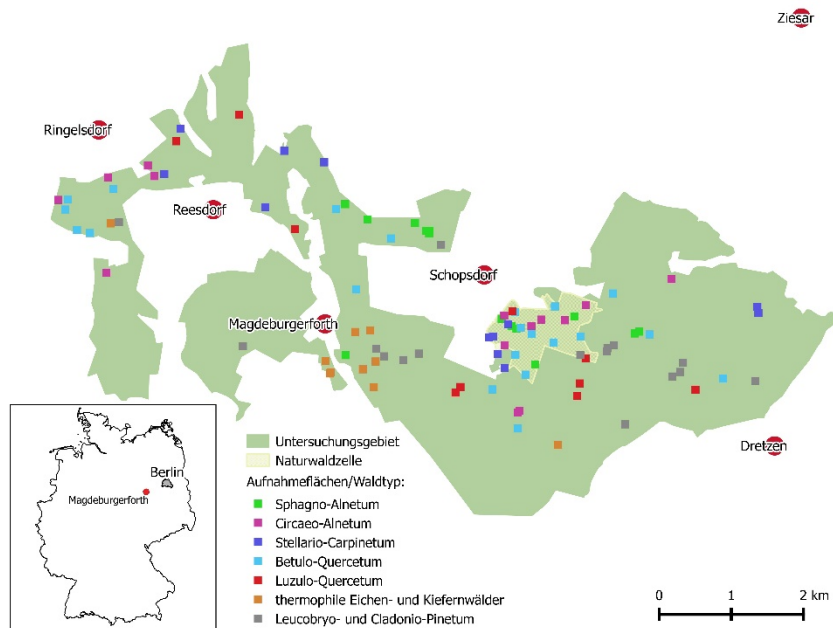 Ziesar
Ringelsdorf
Reesdorf
Schopsdorf
Magdeburgerforth
Dretzen
Berlin
Magdeburgerforth
Untersuchungsgebiet
Naturwaldzelle
Aufnahmeflächen/Waldtyp:
Sphagno-Alnetum
Circaeo-Alnetum
Stellario-Carpinetum
Betulo-Quercetum
Luzulo-Quercetum
thermophile Eichen- und Kiefernwälder
Leucobryo- und Cladonio-Pinetum
0 1 2 km